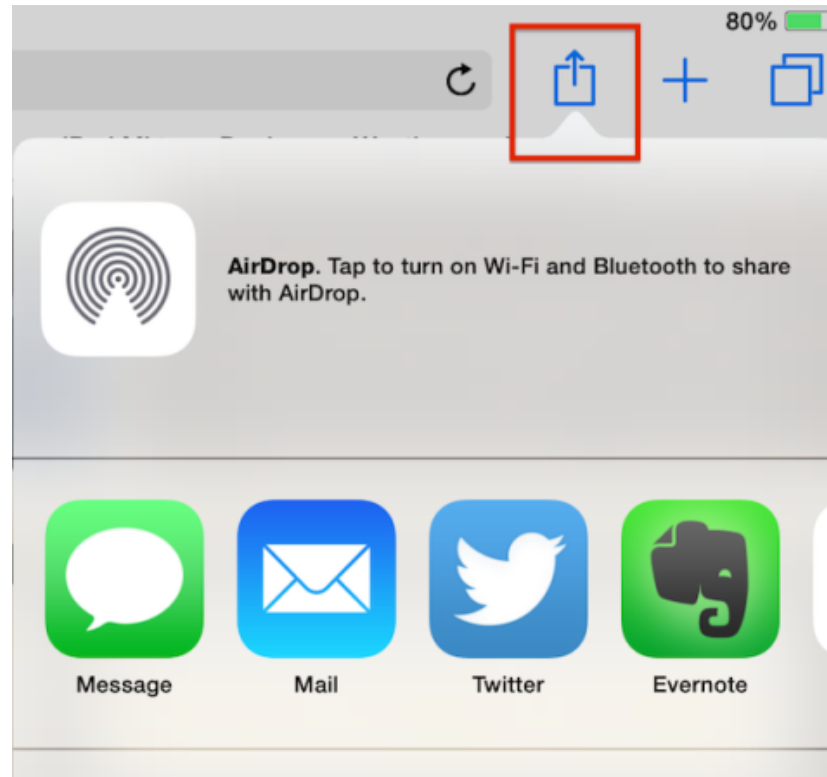 80%
AirDrop. Tap to turn on Wi-Fi and Bluetooth to share
with AirDrop.
Message Mail Twitter Evernote